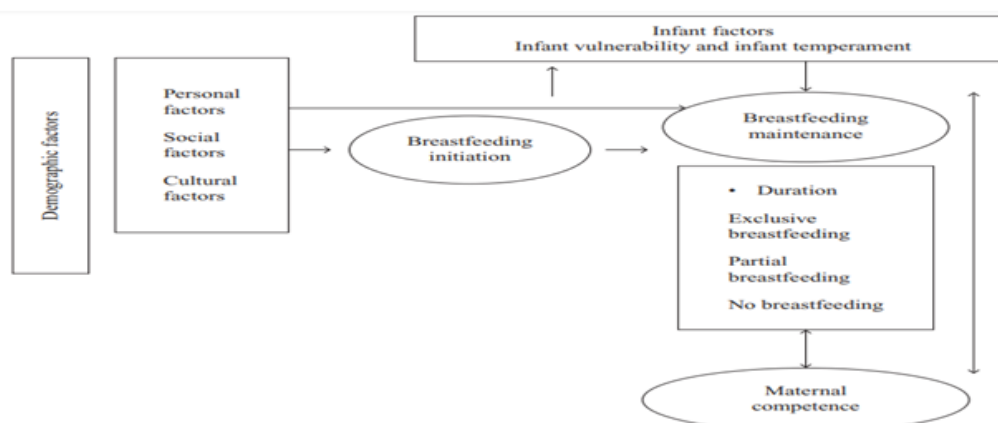 Infant factors
Infant vulnerability and infant temperament
Demographic factors
Personal
factors
Social
factors
Cultural
factors
Breastfeeding
initiation
Breastfeeding
maintenance
• Duration
Exclusive
breastfeeding
Partial
breastfeeding
No breastfeeding
Maternal
competence